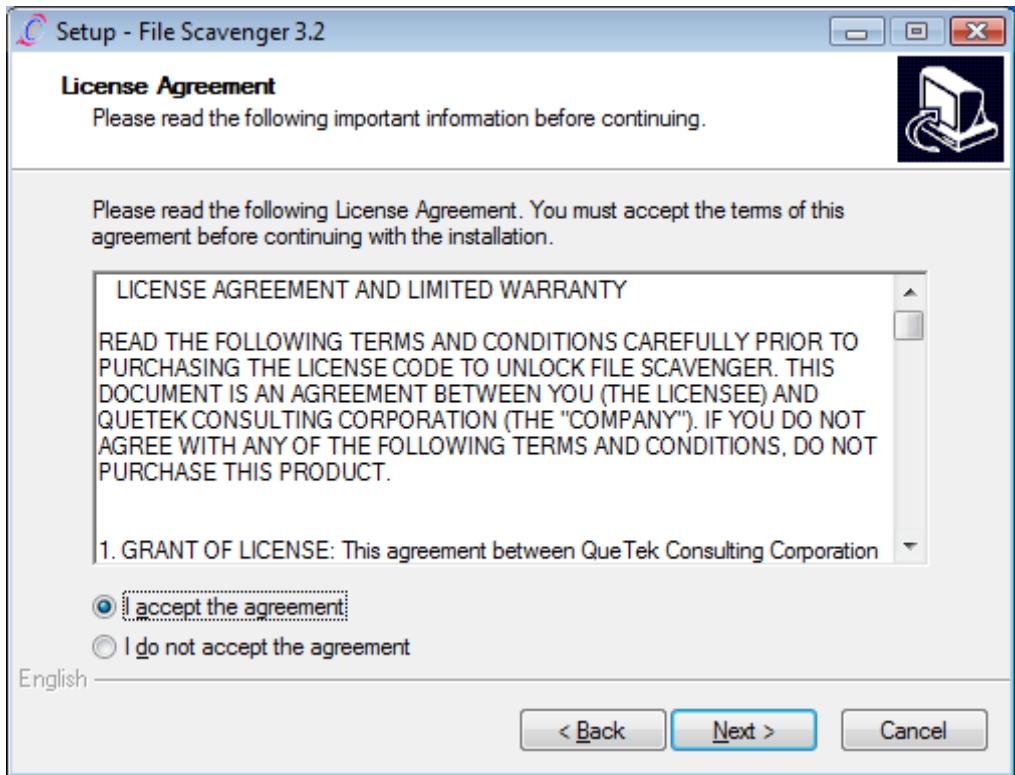 Setup - File Scavenger 3.2
License Agreement
Please read the following important information before continuing.
Please read the following License Agreement. You must accept the terms of this
agreement before continuing with the installation.
LICENSE AGREEMENT AND LIMITED WARRANTY
READ THE FOLLOWING TERMS AND CONDITIONS CAREFULLY PRIOR TO
PURCHASING THE LICENSE CODE TO UNLOCK FILE SCAVENGER. THIS
DOCUMENT IS AN AGREEMENT BETWEEN YOU (THE LICENSEE) AND
QUETEK CONSULTING CORPORATION (THE "COMPANY"). IF YOU DO NOT
AGREE WITH ANY OF THE FOLLOWING TERMS AND CONDITIONS, DO NOT
PURCHASE THIS PRODUCT.
1. GRANT OF LICENSE: This agreement between QueTek Consulting Corporation
I accept the agreement
I do not accept the agreement
English
< Back Next > Cancel